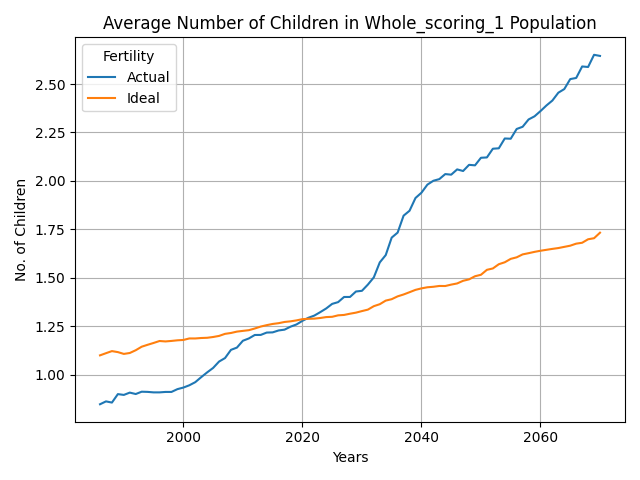 Average Number of Children in Whole_scoring_1 Population
Fertility
Actual
Ideal
No. of Children
2.50
2.25
2.00
1.75
1.50
1.25
1.00
2000
2020
2040
2060
Years